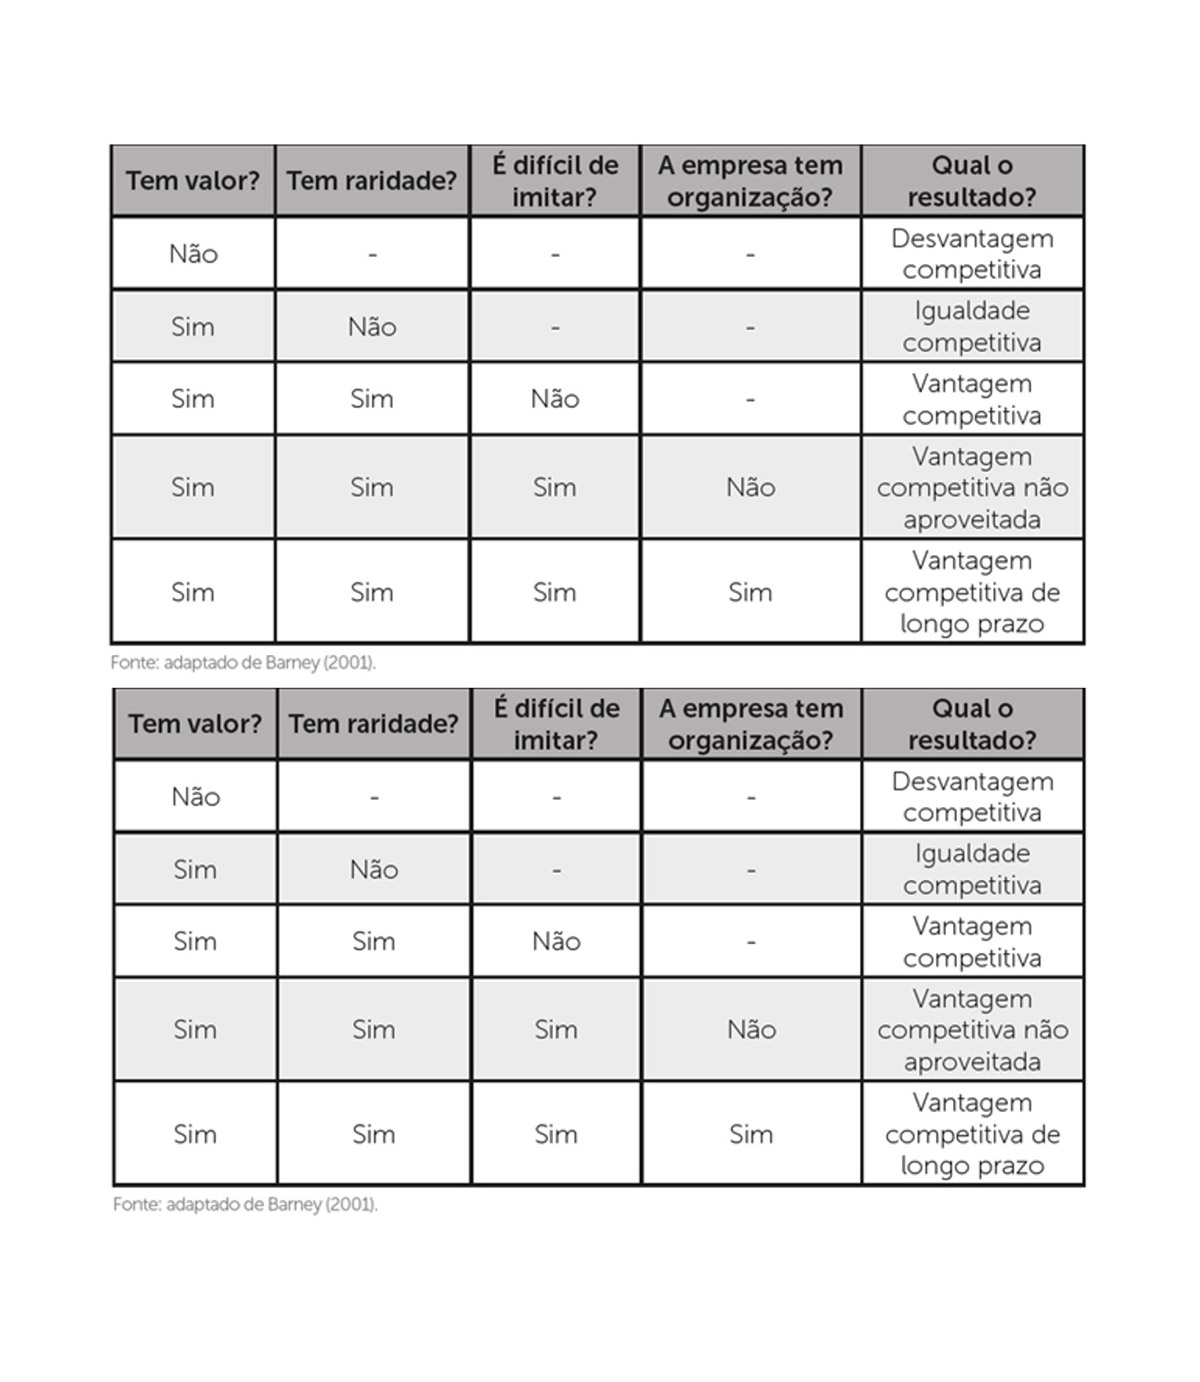 Tem valor? Tem raridade? É difícil de imitar? A empresa tem organização? Qual o resultado?
Não - - - Desvantagem competitiva
Sim Não - - Igualdade competitiva
Sim Sim Não - Vantagem competitiva
Sim Sim Sim Não Vantagem competitiva não aproveitada
Sim Sim Sim Sim Vantagem competitiva de longo prazo
Fonte: adaptado de Barney (2001).
Tem valor? Tem raridade? É difícil de imitar? A empresa tem organização? Qual o resultado?
Não - - - Desvantagem competitiva
Sim Não - - Igualdade competitiva
Sim Sim Não - Vantagem competitiva
Sim Sim Sim Não Vantagem competitiva não aproveitada
Sim Sim Sim Sim Vantagem competitiva de longo prazo
Fonte: adaptado de Barney (2001).